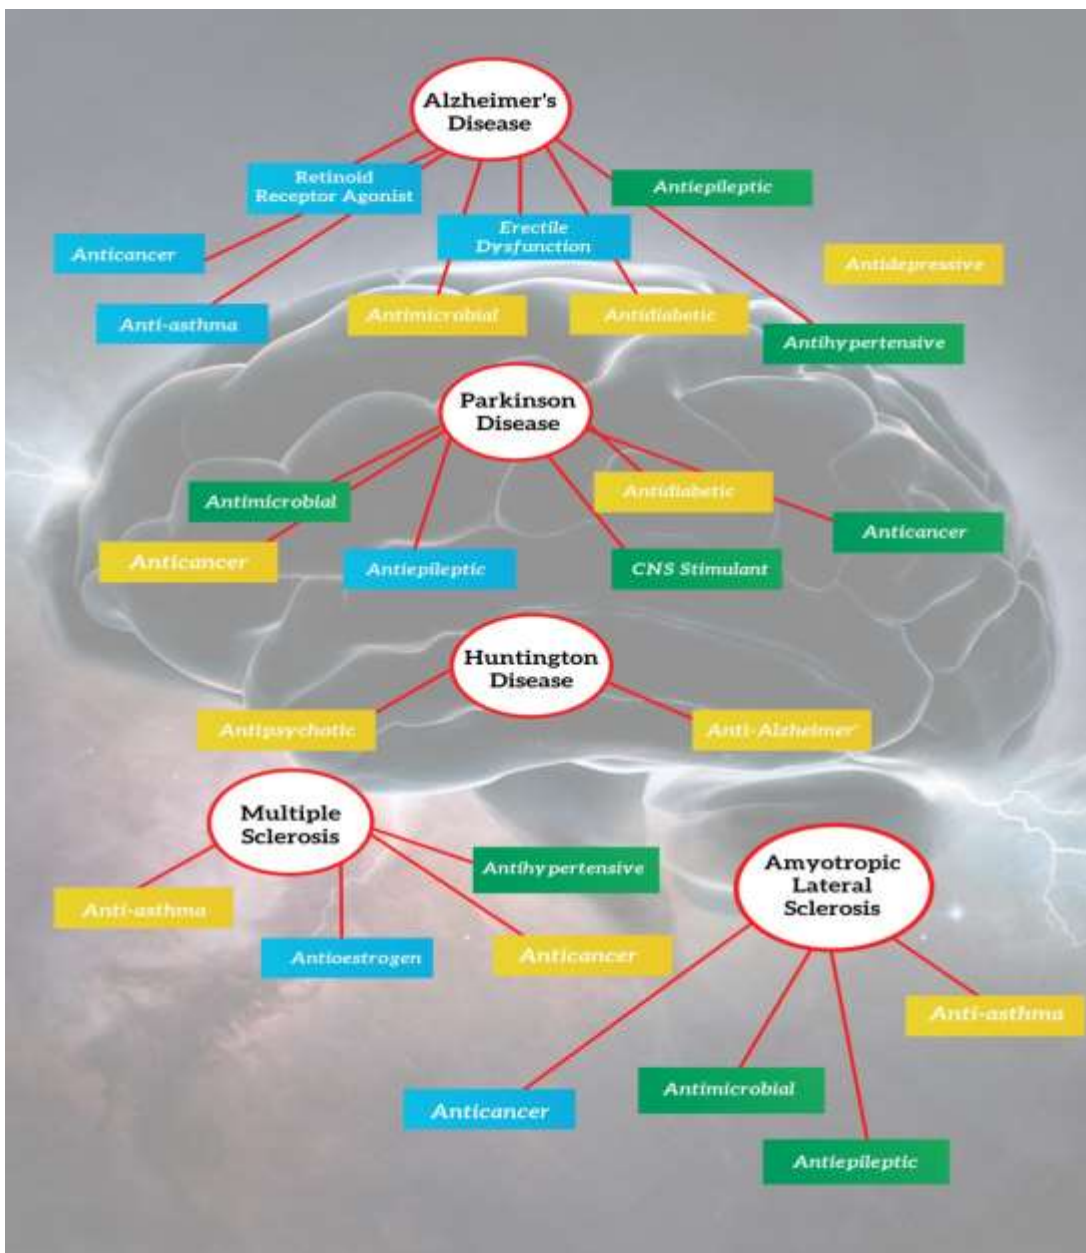 Alzheimer's
Disease
Retinoid
Receptor Agonist
Antiepileptic
Erectile
Dysfunction
Anticancer
Antidepressive
Anti-asthma
Antimicrobial
Antidiabetic
Antihypertensive
Parkinson
Disease
Antimicrobial
Antidiabetic
Anticancer
Anticancer
Antiepileptic
CNS Stimulant
Huntington
Disease
Antipsychotic
Anti-Alzheimer
Multiple
Sclerosis
Antihypertensive
Amyotropic
Lateral
Sclerosis
Anti-asthma
Antioestrogen
Anticancer
Anti-asthma
Antimicrobial
Anticancer
Antiepileptic